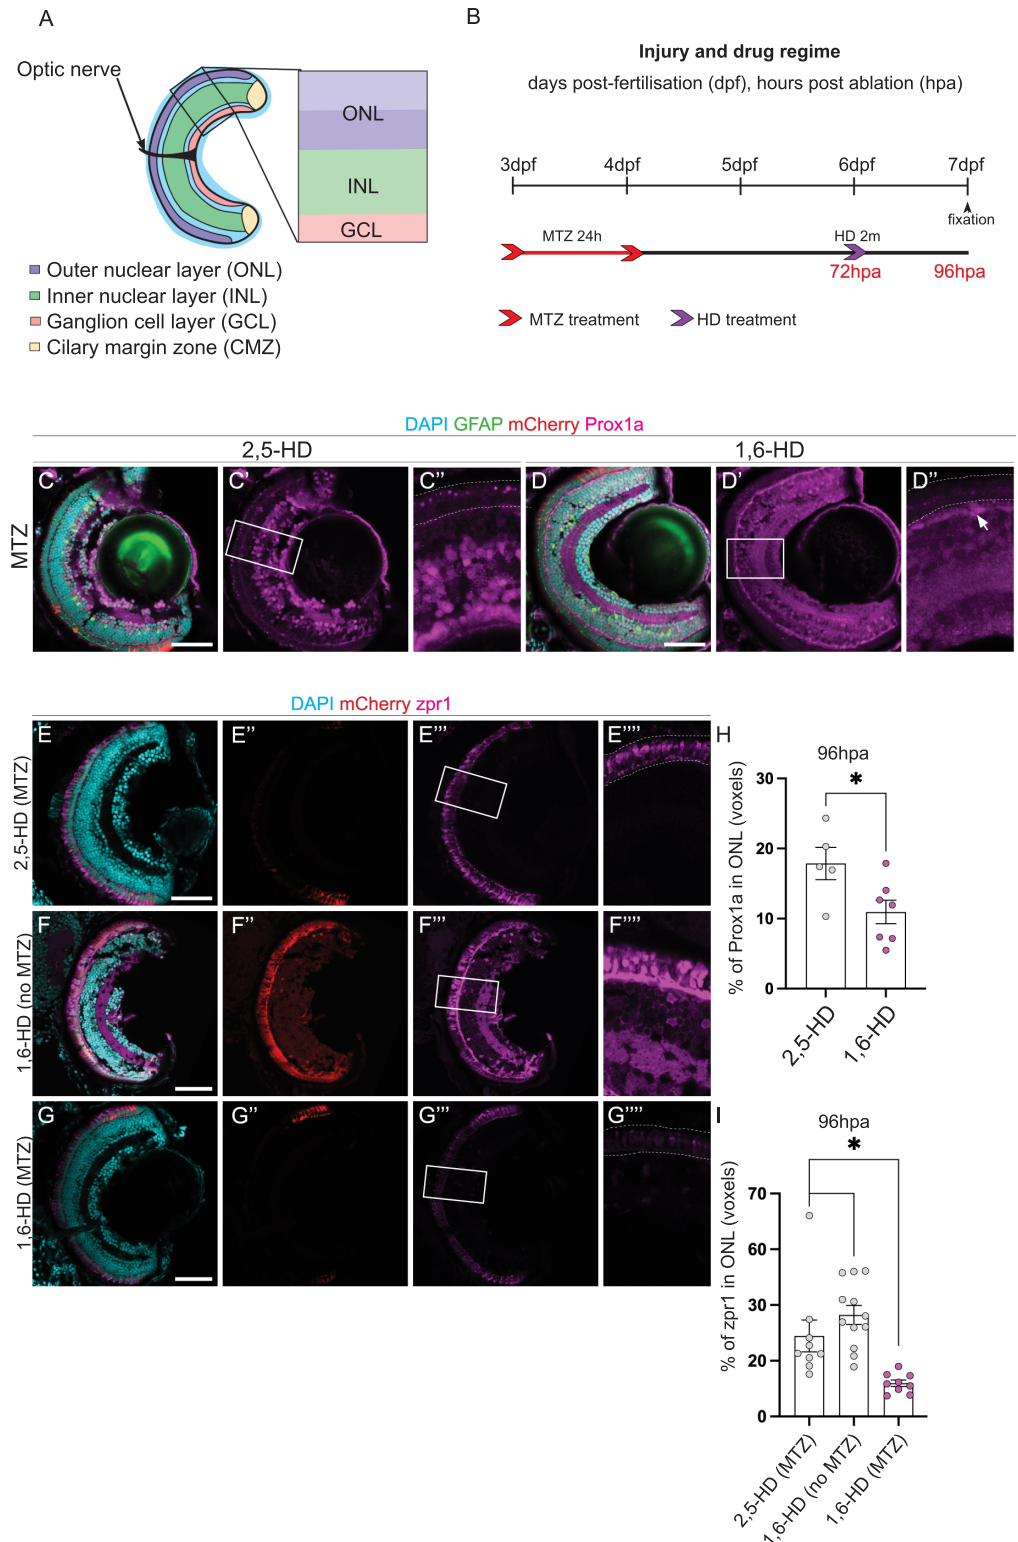 A
Optic nerve
ONL
INL
GCL
Outer nuclear layer (ONL)
Inner nuclear layer (INL)
Ganglion cell layer (GCL)
Cilary margin zone (CMZ)
B
Injury and drug regime
days post-fertilisation (dpf), hours post ablation (hpa)
3dpf 4dpf 5dpf 6dpf 7dpf
fixation
MTZ 24h HD 2m
72hpa 96hpa
MTZ treatment HD treatment
DAPI GFAP mCherry Prox1a
2,5-HD 1,6-HD
MTZ
C C' C'' D D' D''
DAPI mCherry zpr1
2,5-HD (MTZ)
E E'' E''' E''''
1,6-HD (no MTZ)
F F'' F''' F''''
1,6-HD (MTZ)
G G'' G''' G''''
H
96hpa
*
% of Prox1a in ONL (voxels)
30
20
10
0
2,5-HD 1,6-HD
I
96hpa
*
% of zpr1 in ONL (voxels)
70
60
30
20
0
2,5-HD (MTZ) 1,6-HD (no MTZ) 1,6-HD (MTZ)